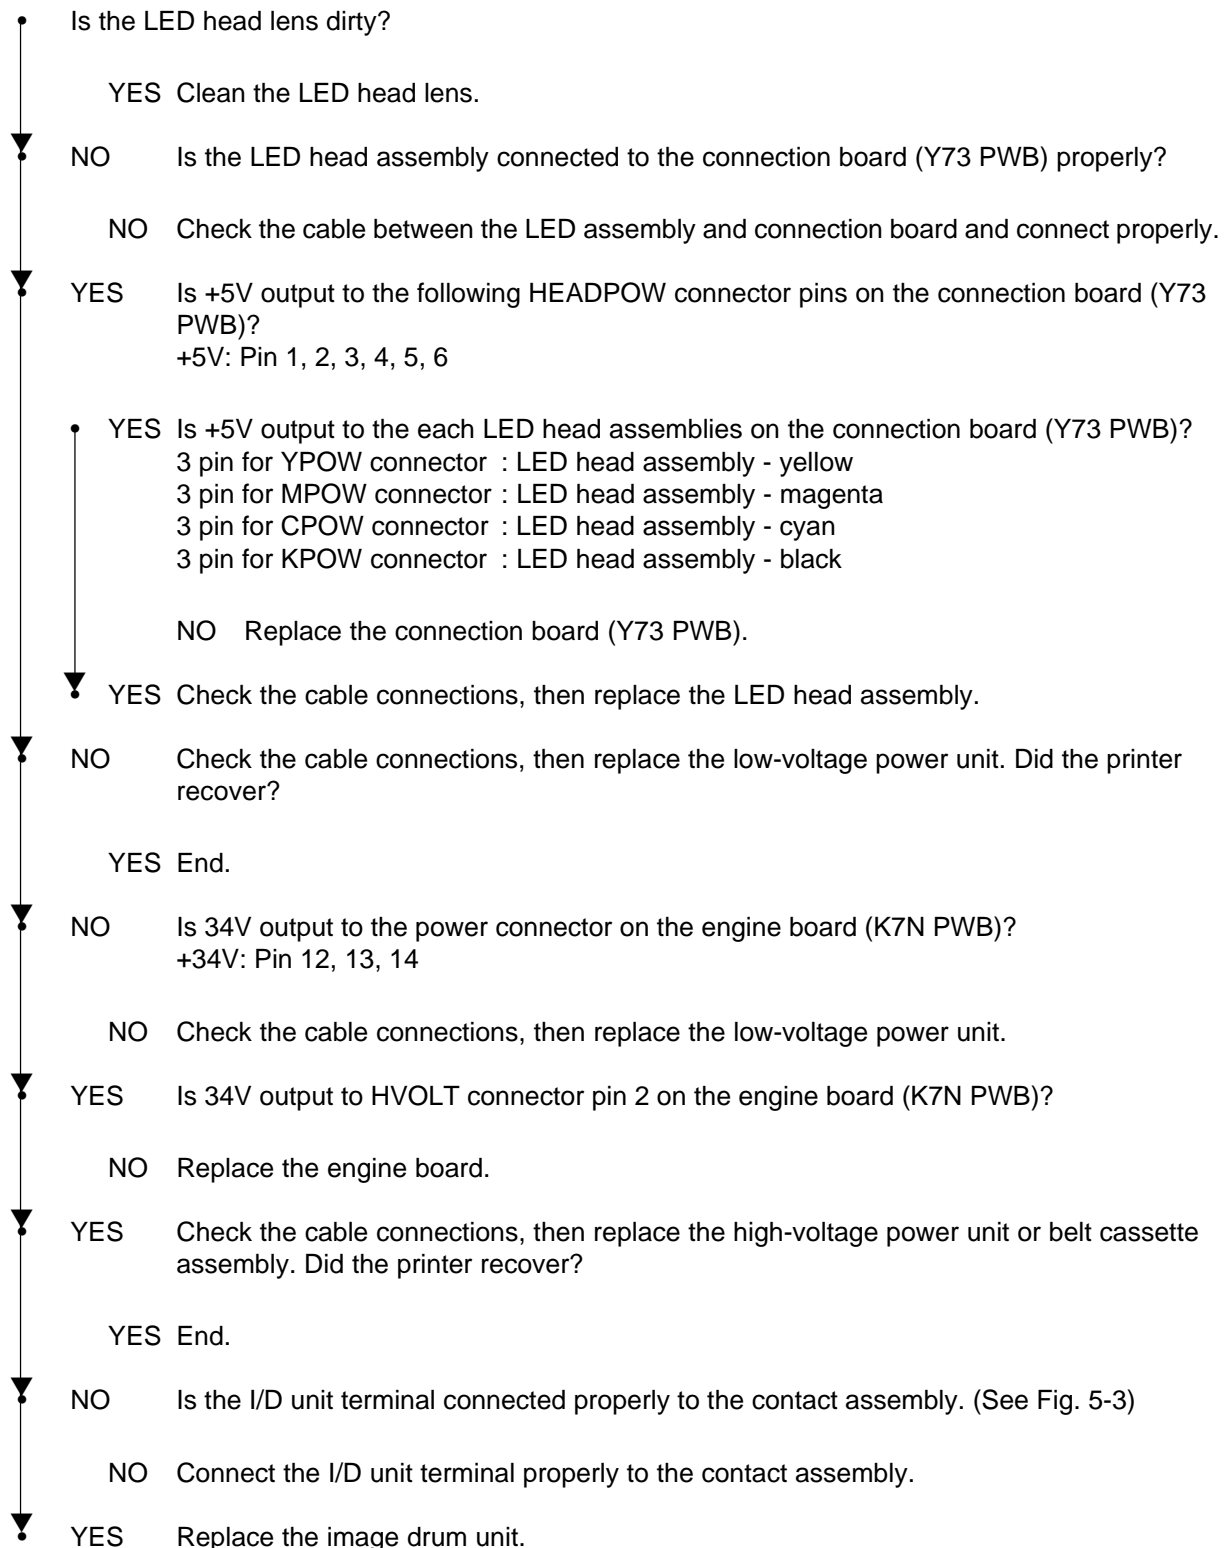 Is the LED head lens dirty?
YES Clean the LED head lens.
NO Is the LED head assembly connected to the connection board (Y73 PWB) properly?
NO Check the cable between the LED assembly and connection board and connect properly.
YES Is +5V output to the following HEADPOW connector pins on the connection board (Y73
PWB)?
+5V: Pin 1, 2, 3, 4, 5, 6
YES Is +5V output to the each LED head assemblies on the connection board (Y73 PWB)?
3 pin for YPOW connector : LED head assembly - yellow
3 pin for MPOW connector : LED head assembly - magenta
3 pin for CPOW connector : LED head assembly - cyan
3 pin for KPOW connector : LED head assembly - black
NO Replace the connection board (Y73 PWB).
YES Check the cable connections, then replace the LED head assembly.
NO Check the cable connections, then replace the low-voltage power unit. Did the printer
recover?
YES End.
NO Is 34V output to the power connector on the engine board (K7N PWB)?
+34V: Pin 12, 13, 14
NO Check the cable connections, then replace the low-voltage power unit.
YES Is 34V output to HVOLT connector pin 2 on the engine board (K7N PWB)?
NO Replace the engine board.
YES Check the cable connections, then replace the high-voltage power unit or belt cassette
assembly. Did the printer recover?
YES End.
NO Is the I/D unit terminal connected properly to the contact assembly. (See Fig. 5-3)
NO Connect the I/D unit terminal properly to the contact assembly.
YES Replace the image drum unit.